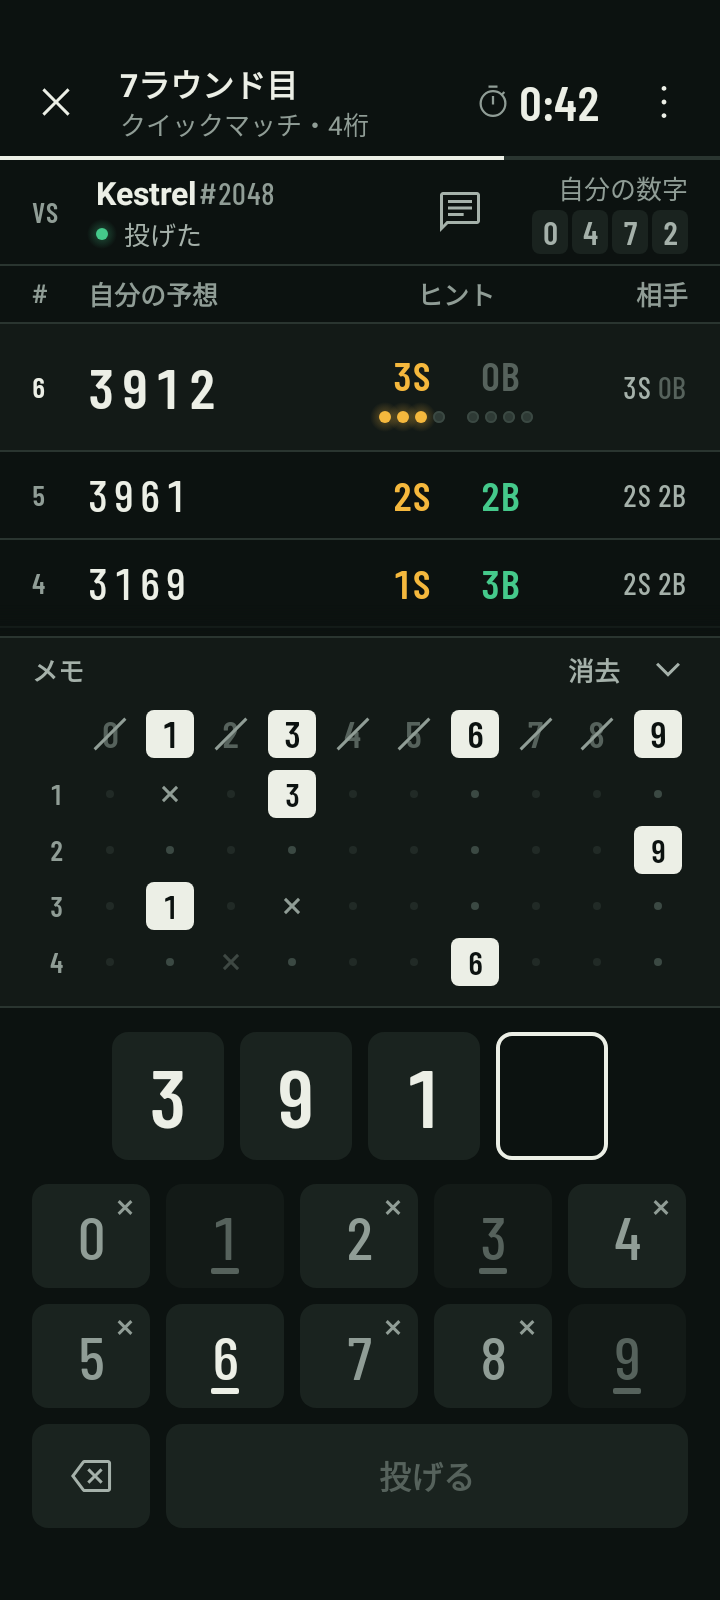 7ラウンド目
クイックマッチ・4桁
0:42
VS
Kestrel#2048
投げた
自分の数字
0 4 7 2
# 自分の予想 ヒント 相手
6 3912 3S 0B 3S 0B
5 3961 2S 2B 2S 2B
4 3169 1S 3B 2S 2B
メモ 消去
0 1 2 3 4 5 6 7 8 9
1 × 3
2 9
3 1 ×
4 × 6
3 9 1
0 × 1 2 × 3 4 ×
5 × 6 7 × 8 × 9
投げる